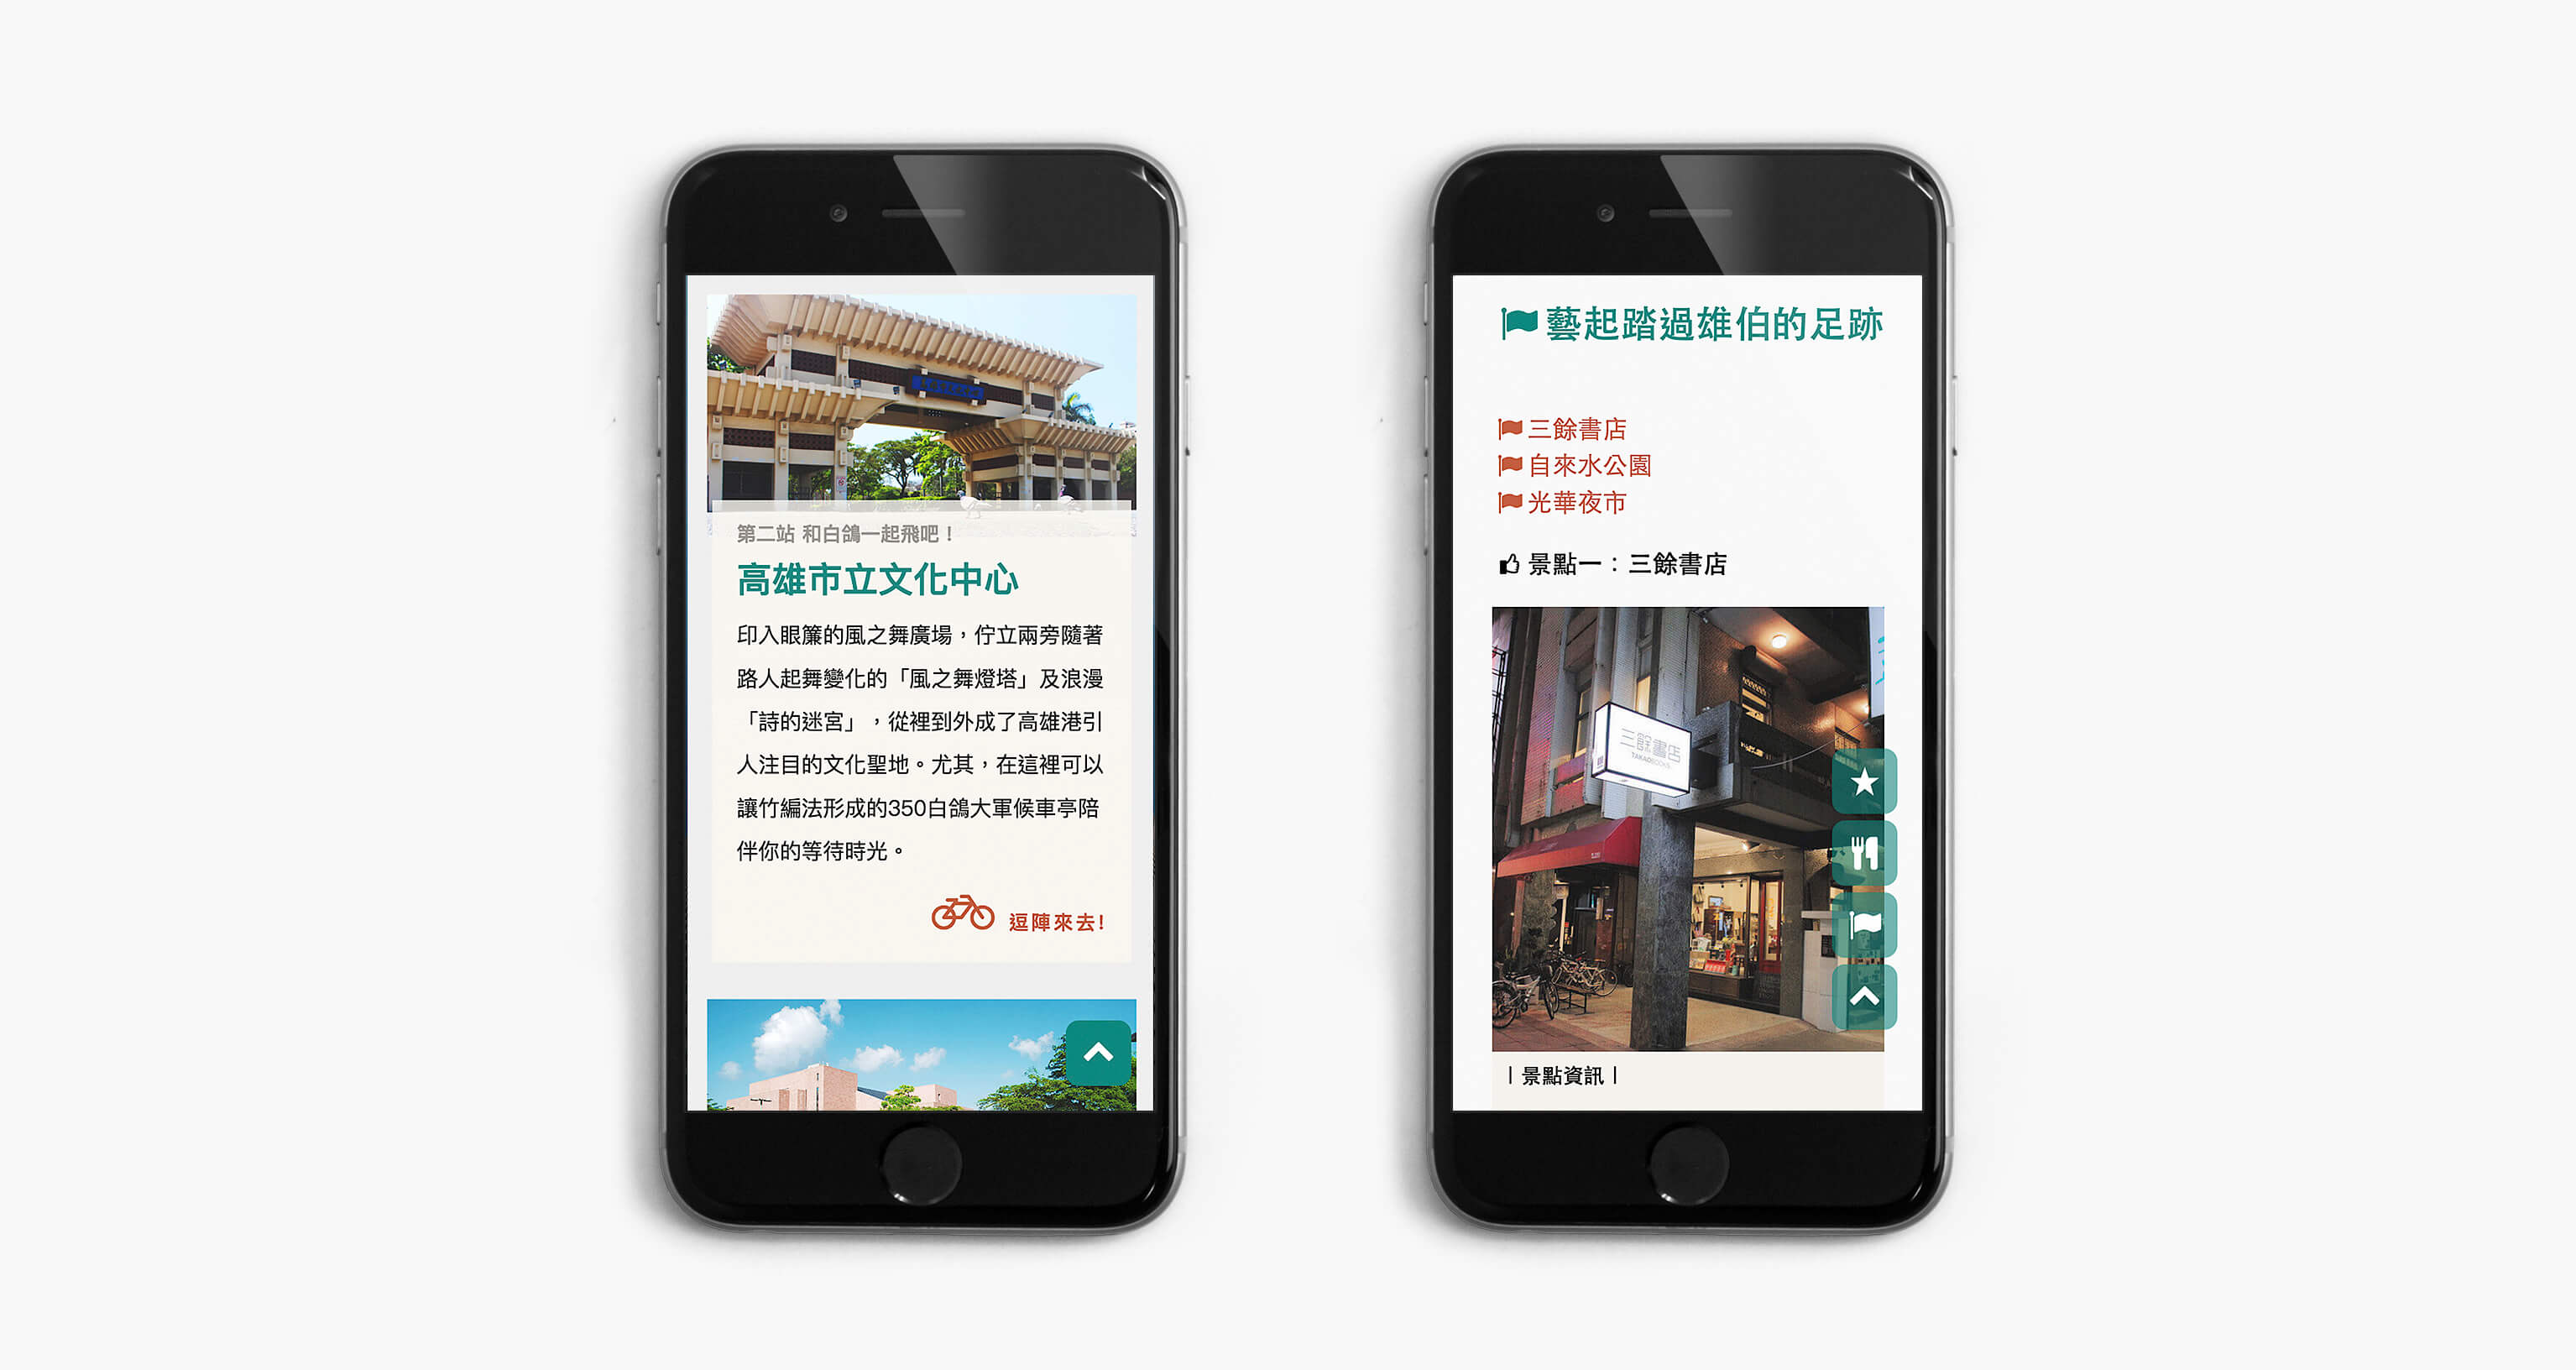 第二站 和白鴿一起飛吧！
高雄市立文化中心
印入眼簾的風之舞廣場，佇立兩旁隨著
路人起舞變化的「風之舞燈塔」及浪漫
「詩的迷宮」，從裡到外成了高雄港引
人注目的文化聖地。尤其，在這裡可以
讓竹編法形成的350白鴿大軍候車亭陪
伴你的等待時光。
逗陣來去!
藝起踏過雄伯的足跡
三餘書店
自來水公園
光華夜市
景點一：三餘書店
三餘書店
TAKAOBOOKS
| 景點資訊 |